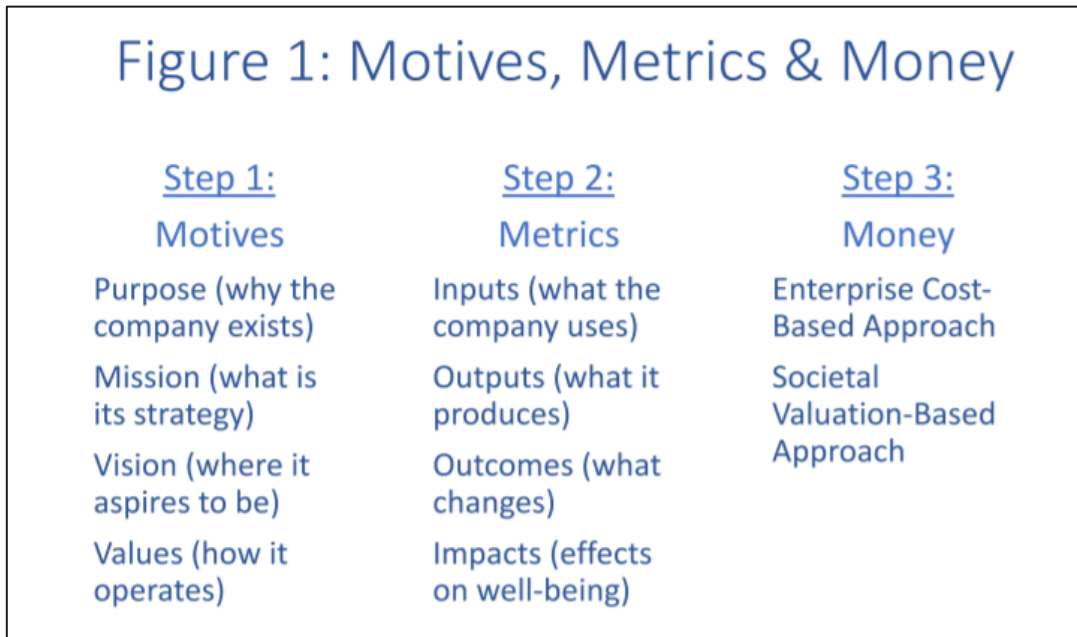 Figure 1: Motives, Metrics & Money
Step 1:
Motives
Purpose (why the
company exists)
Mission (what is
its strategy)
Vision (where it
aspires to be)
Values (how it
operates)
Step 2:
Metrics
Inputs (what the
company uses)
Outputs (what it
produces)
Outcomes (what
changes)
Impacts (effects
on well-being)
Step 3:
Money
Enterprise Cost-
Based Approach
Societal
Valuation-Based
Approach